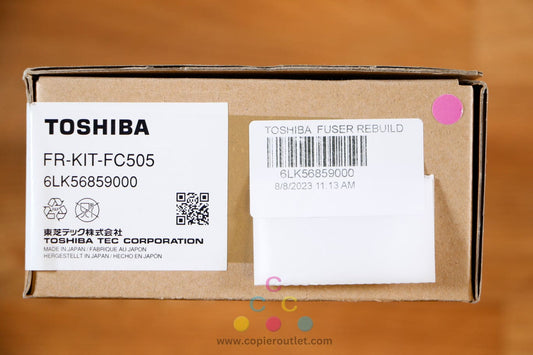 TOSHIBA
FR-KIT-FC505
6LK56859000
東芝テック株式会社
TOSHIBA TEC CORPORATION
MADE IN JAPAN / FABRIQUE AU JAPON
HERGESTELLT IN JAPAN / HECHO EN JAPON
TOSHIBA FUSER REBUILD
6LK56859000
8/8/2023 11:13 AM
C
C C
www.copieroutlet.com